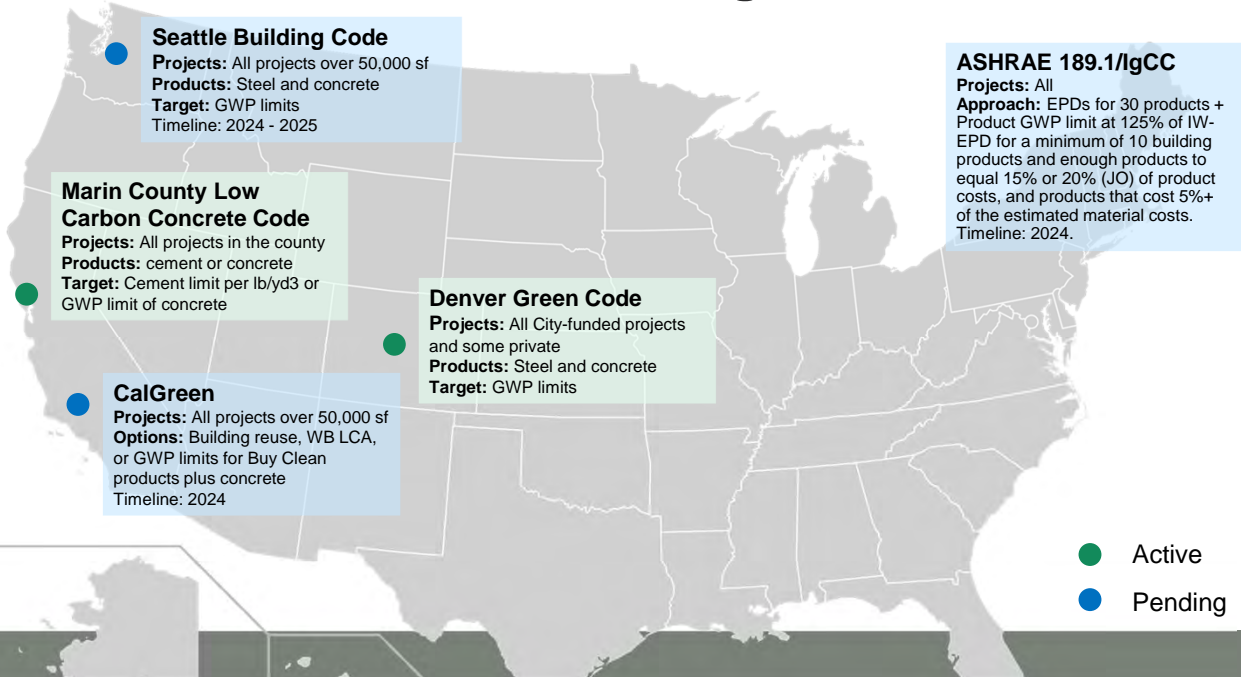 Seattle Building Code
Projects: All projects over 50,000 sf
Products: Steel and concrete
Target: GWP limits
Timeline: 2024 - 2025
ASHRAE 189.1/IgCC
Projects: All
Approach: EPDs for 30 products +
Product GWP limit at 125% of IW-
EPD for a minimum of 10 building
products and enough products to
equal 15% or 20% (JO) of product
costs, and products that cost 5%+
of the estimated material costs.
Timeline: 2024.
Marin County Low
Carbon Concrete Code
Projects: All projects in the county
Products: cement or concrete
Target: Cement limit per lb/yd3 or
GWP limit of concrete
Denver Green Code
Projects: All City-funded projects
and some private
Products: Steel and concrete
Target: GWP limits
CalGreen
Projects: All projects over 50,000 sf
Options: Building reuse, WB LCA,
or GWP limits for Buy Clean
products plus concrete
Timeline: 2024
Active
Pending